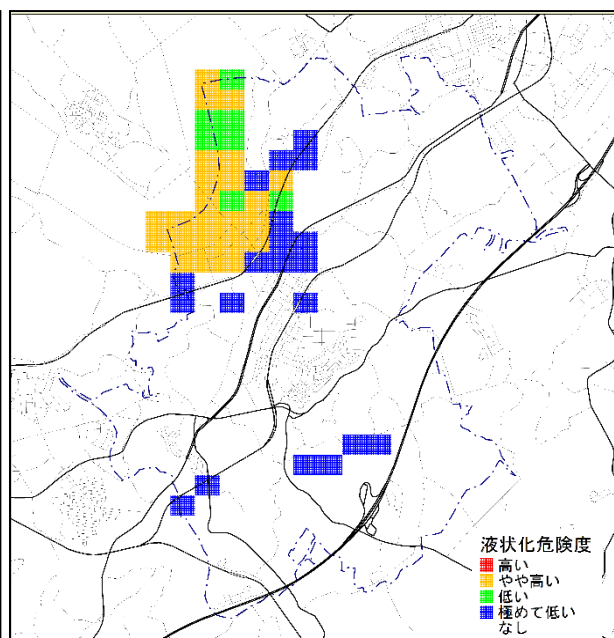 液状化危険度
高い
やや高い
低い
極めて低い
なし